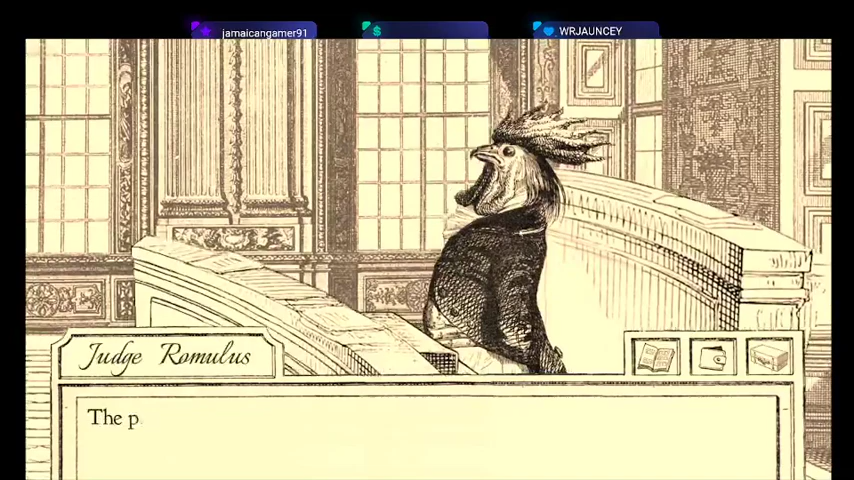 jamaicangamer91
$
WRJAUNCEY
Judge Romulus
The p